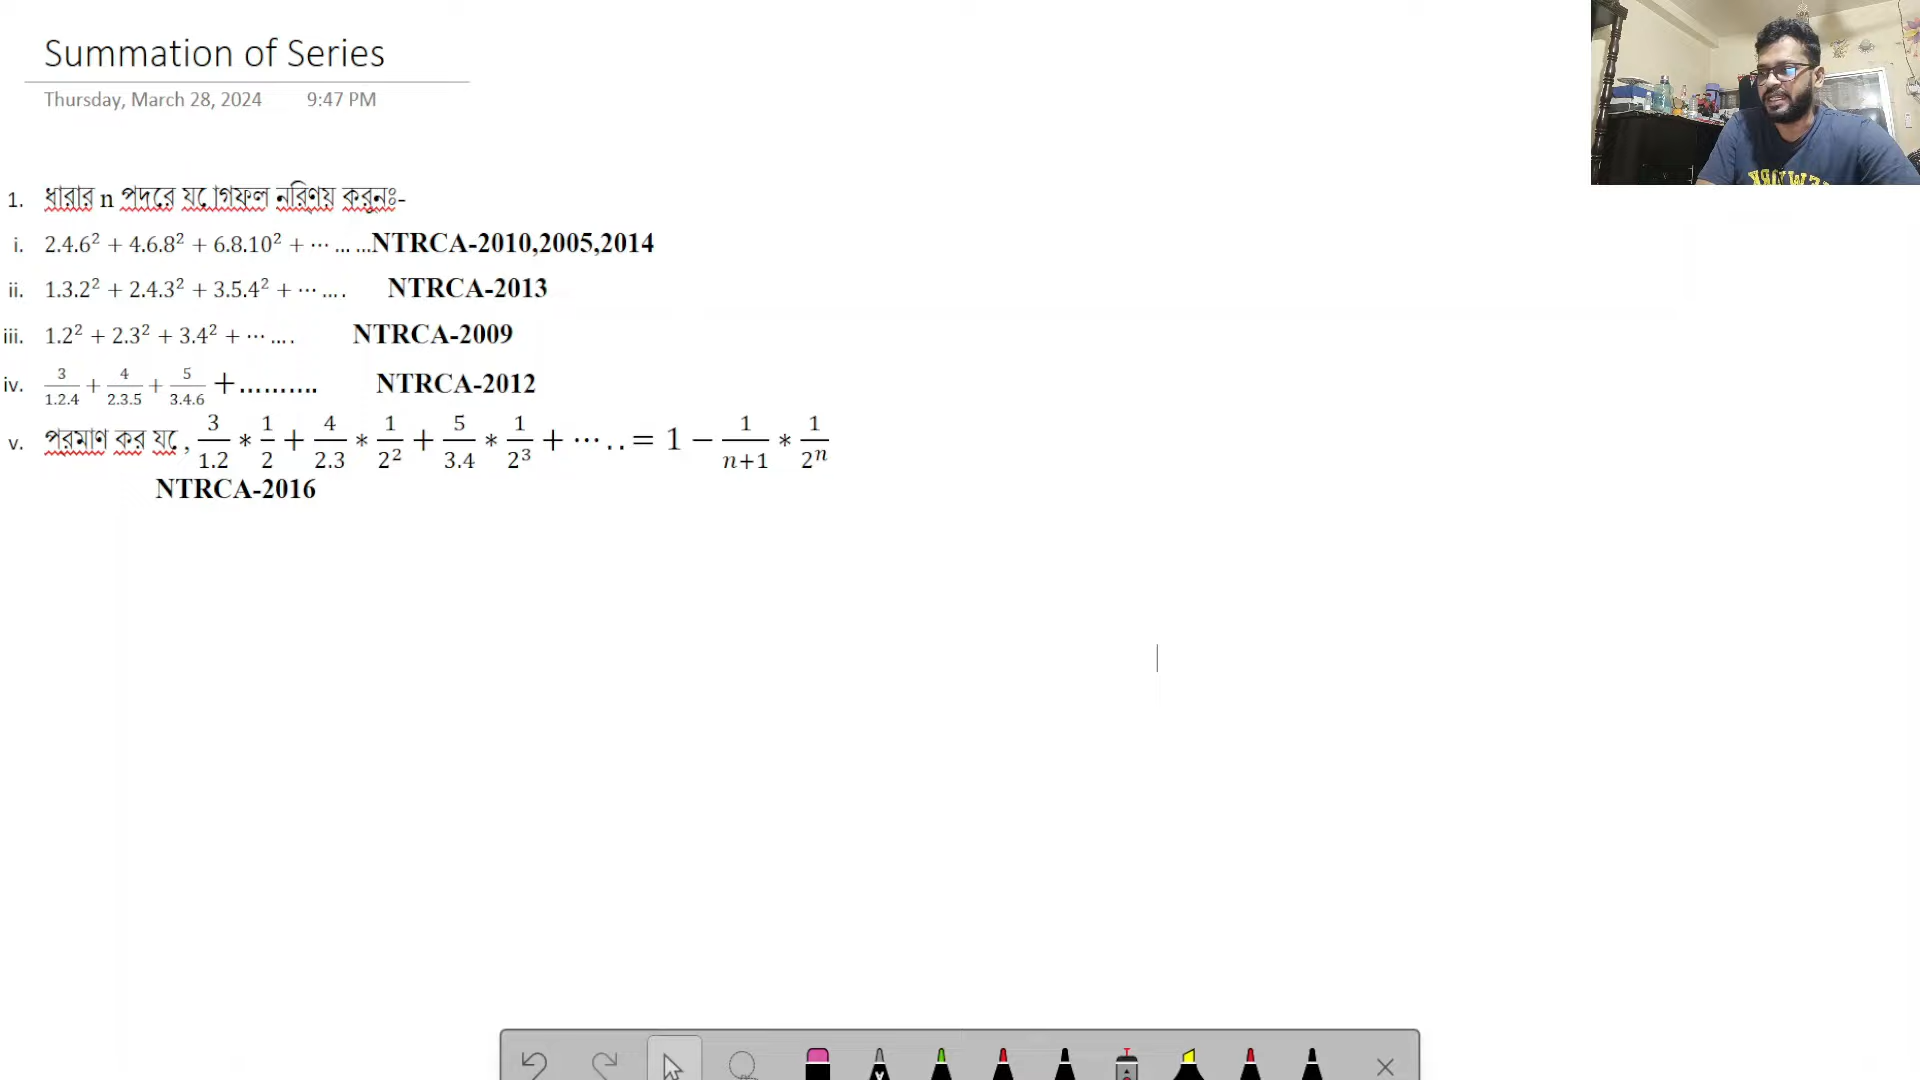 Summation of Series
Thursday, March 28, 2024 9:47 PM
1. ধারার n পদরে যোগফল নরি্ণয় করুনঃ-
i. 2.4.6² + 4.6.8² + 6.8.10² + ⋯ … …NTRCA-2010,2005,2014
ii. 1.3.2² + 2.4.3² + 3.5.4² + ⋯ … . NTRCA-2013
iii. 1.2² + 2.3² + 3.4² + ⋯ … . NTRCA-2009
iv. 3/1.2.4 + 4/2.3.5 + 5/3.4.6 +………. NTRCA-2012
v. প্রমাণ কর যে , 3/1.2 * 1/2 + 4/2.3 * 1/2² + 5/3.4 * 1/2³ + ⋯ . . = 1 − 1/n+1 * 1/2ⁿ
NTRCA-2016